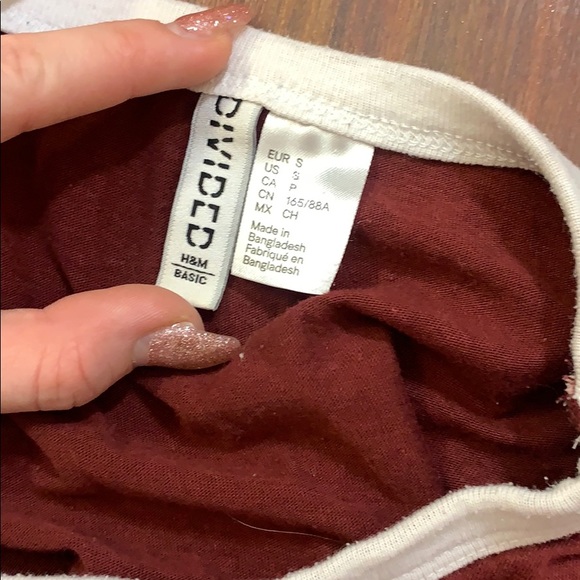 DIVIDED
H&M
BASIC
EUR S
US S
CA P
CN 165/88A
MX CH
Made in
Bangladesh
Fabriqué en
Bangladesh